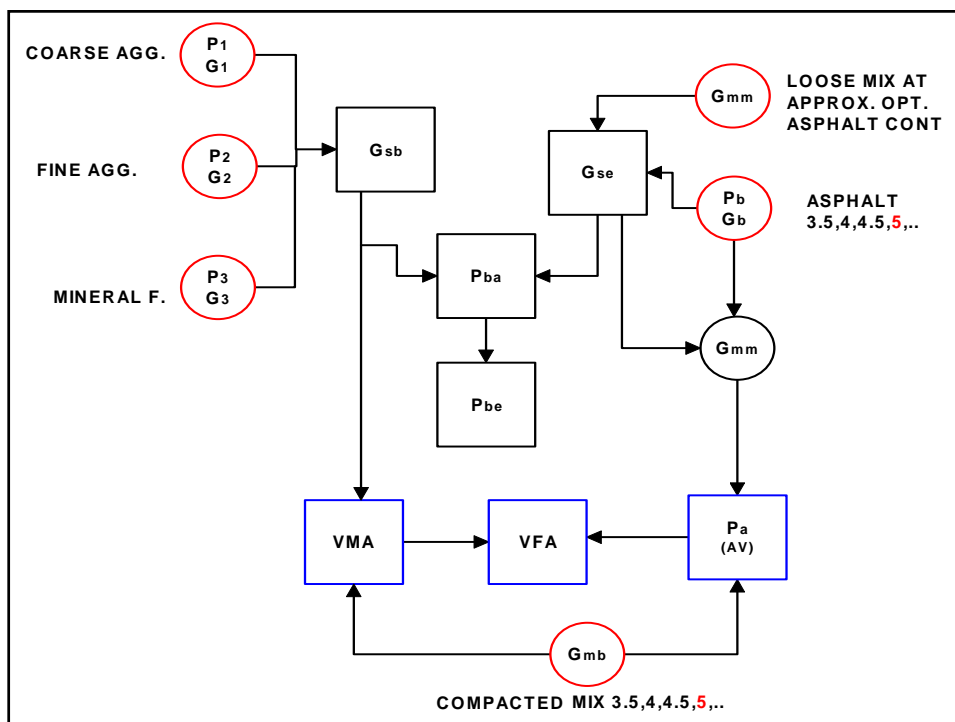 COARSE AGG.
P1
G1
FINE AGG.
P2
G2
MINERAL F.
P3
G3
Gsb
Gmm
LOOSE MIX AT
APPROX. OPT.
ASPHALT CONT
Gse
Pb
Gb
ASPHALT
3.5,4,4.5,5,..
Pba
Gmm
Pbe
VMA
VFA
Pa
(AV)
Gmb
COMPACTED MIX 3.5,4,4.5,5,..